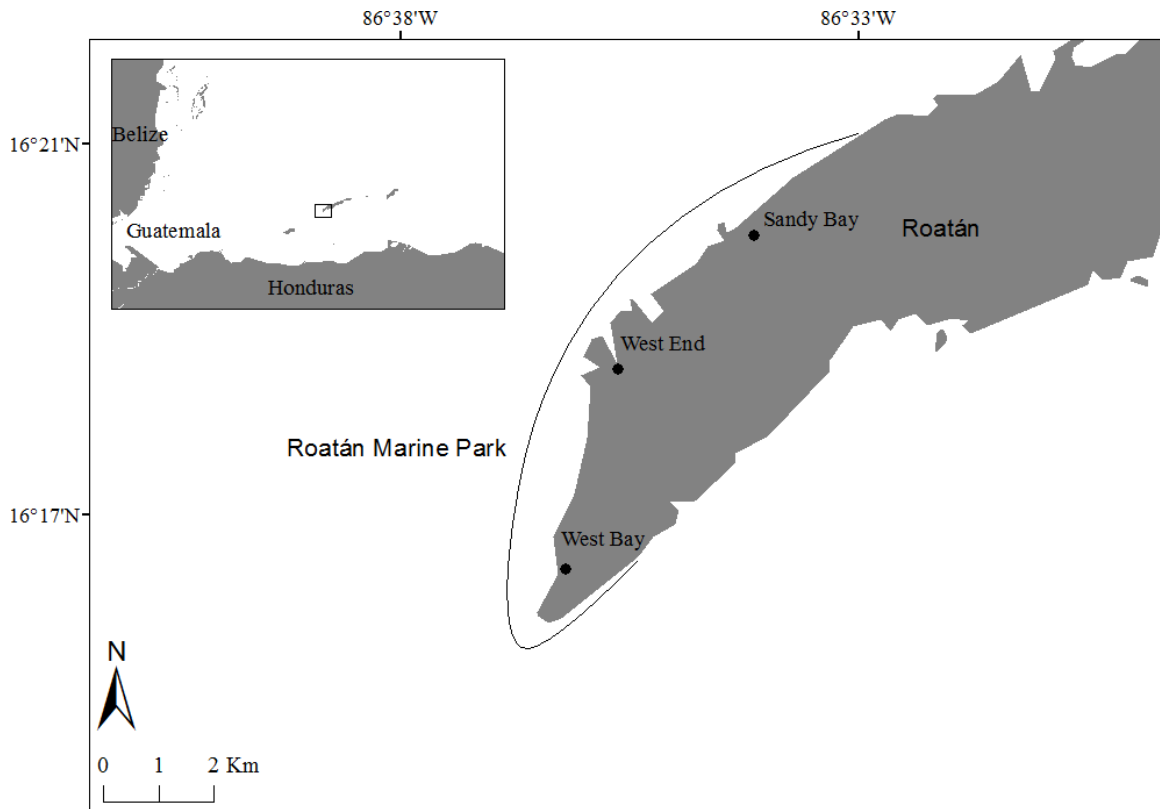 86°38'W
86°33'W
16°21'N
Belize
Guatemala
Honduras
Sandy Bay
Roatán
West End
Roatán Marine Park
16°17'N
West Bay
N
0 1 2 Km